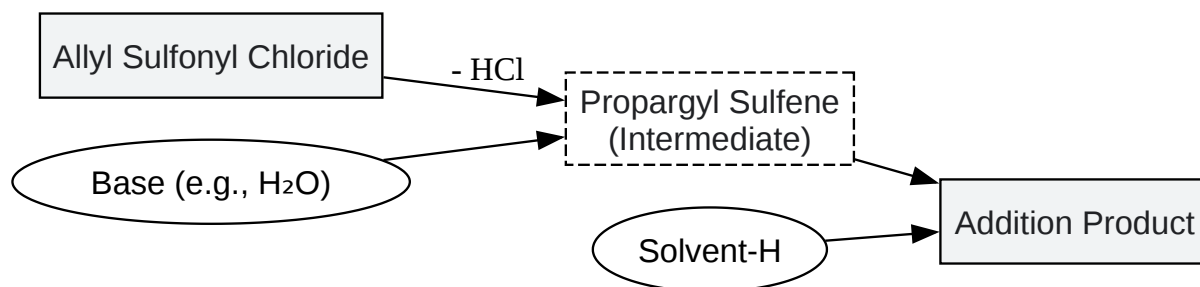 Allyl Sulfonyl Chloride
- HCl
Propargyl Sulfene
(Intermediate)
Base (e.g., H₂O)
Solvent-H
Addition Product